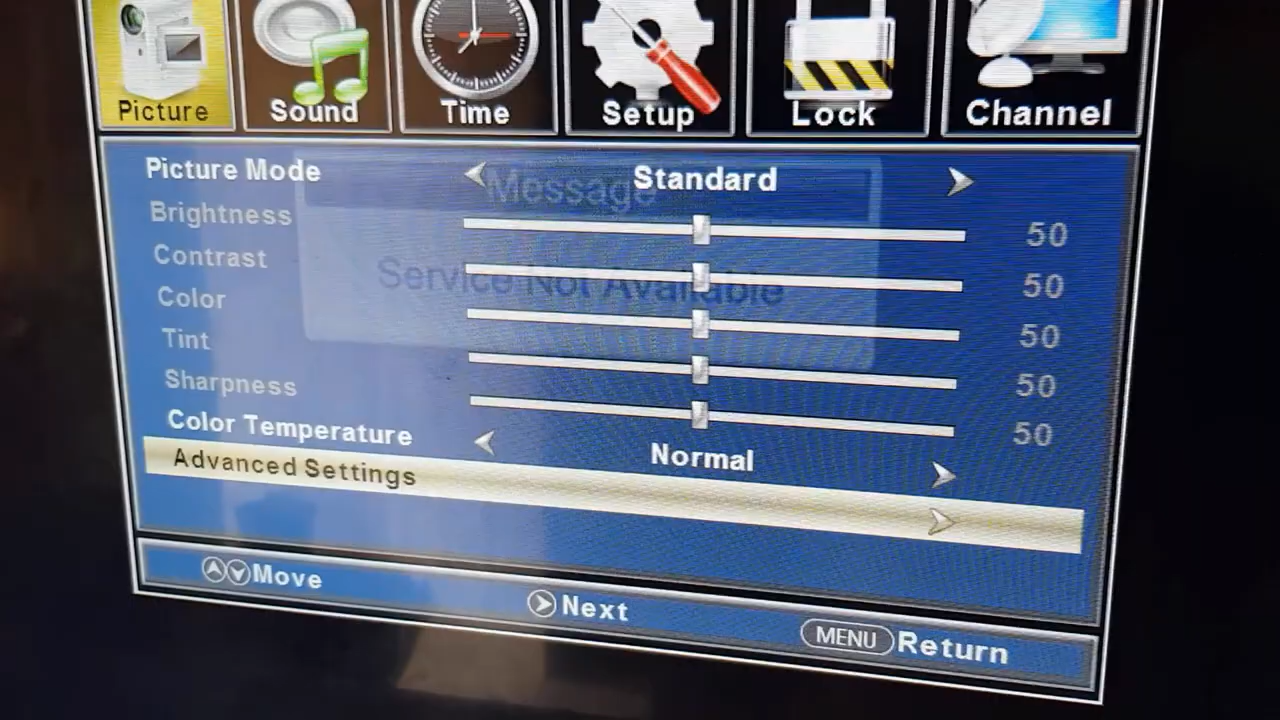 Picture Sound Time Setup Lock Channel
Picture Mode Standard
Message
Brightness 50
Service Not Available
Contrast 50
Color 50
Tint 50
Sharpness 50
Color Temperature Normal
Advanced Settings
Move Next MENU Return